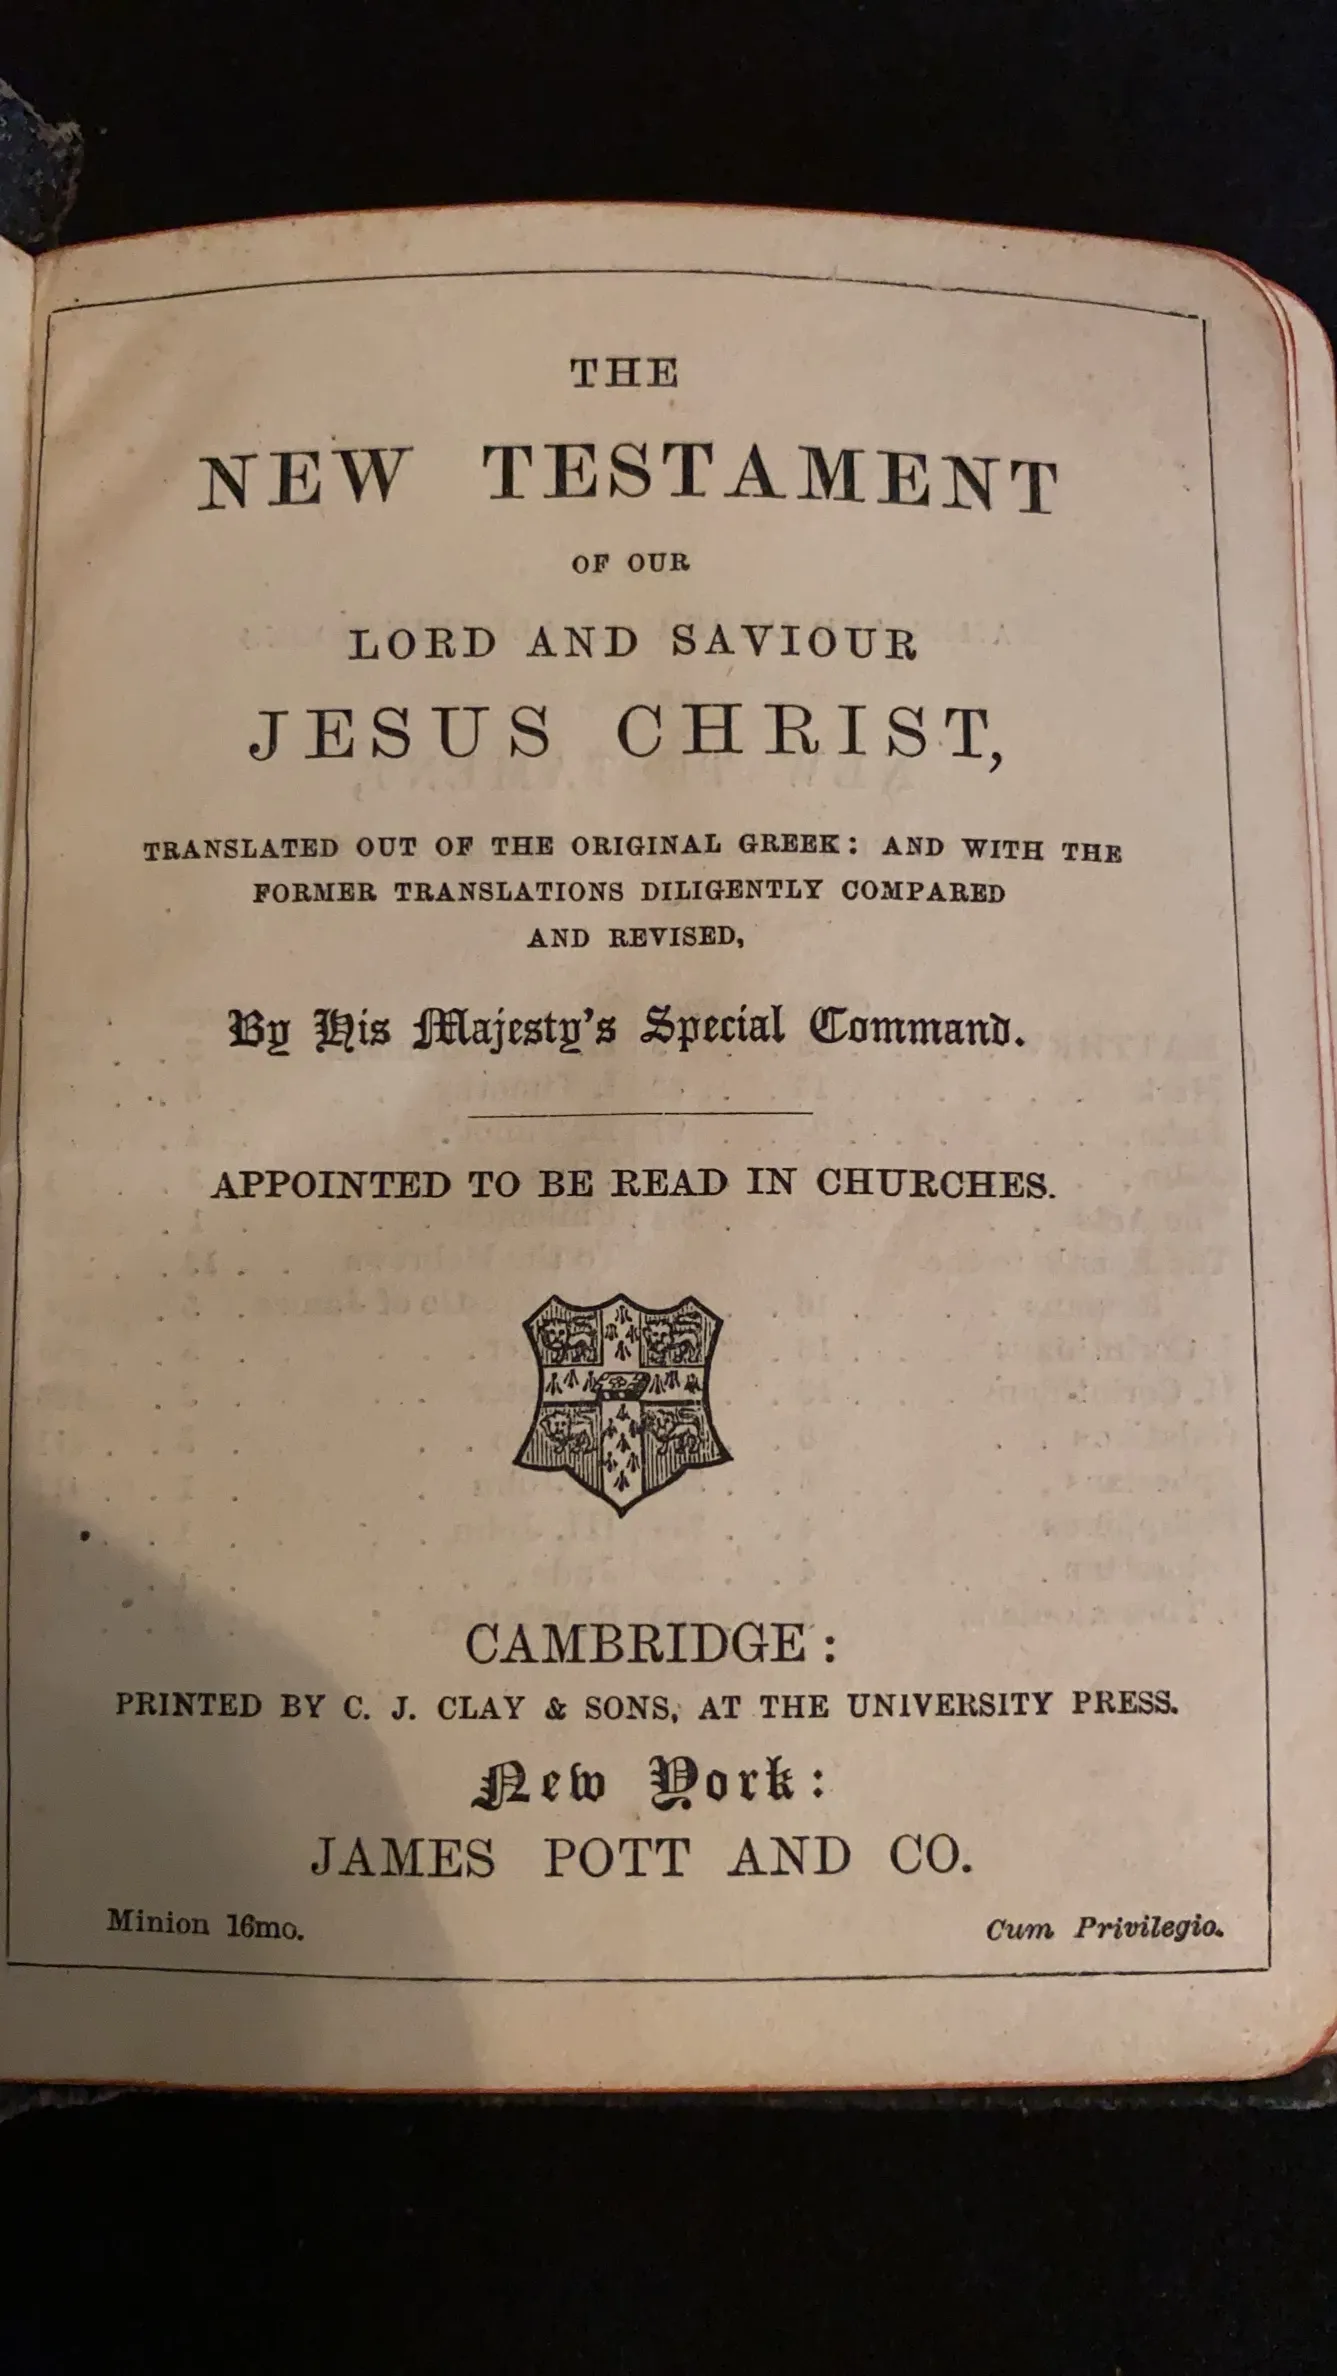 THE
NEW TESTAMENT
OF OUR
LORD AND SAVIOUR
JESUS CHRIST,
TRANSLATED OUT OF THE ORIGINAL GREEK: AND WITH THE
FORMER TRANSLATIONS DILIGENTLY COMPARED
AND REVISED,
By His Majesty's Special Command.
APPOINTED TO BE READ IN CHURCHES.
CAMBRIDGE:
PRINTED BY C. J. CLAY & SONS, AT THE UNIVERSITY PRESS.
New York:
JAMES POTT AND CO.
Minion 16mo.
Cum Privilegio.